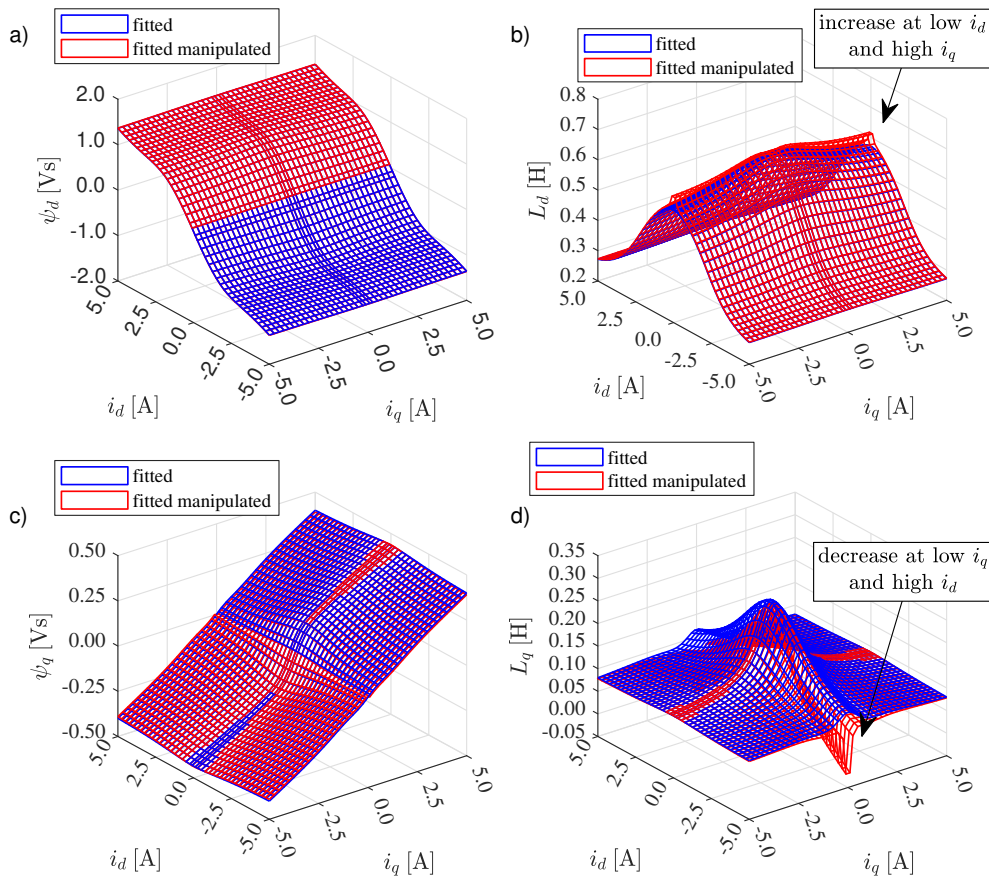 a)
fitted
fitted manipulated
ψd [Vs]
2.0
1.0
0.0
-1.0
-2.0
5.0
2.5
0.0
-2.5
-5.0
id [A]
-5.0
-2.5
0.0
2.5
5.0
iq [A]
b)
fitted
fitted manipulated
increase at low id
and high iq
Ld [H]
0.8
0.7
0.6
0.5
0.4
0.3
0.2
5.0
2.5
0.0
-2.5
-5.0
id [A]
-5.0
-2.5
0.0
2.5
5.0
iq [A]
c)
fitted
fitted manipulated
ψq [Vs]
0.50
0.25
0.00
-0.25
-0.50
5.0
2.5
0.0
-2.5
-5.0
id [A]
-5.0
-2.5
0.0
2.5
5.0
iq [A]
d)
fitted
fitted manipulated
decrease at low iq
and high id
Lq [H]
0.35
0.30
0.25
0.20
0.15
0.10
0.05
-0.05
5.0
2.5
0.0
-2.5
-5.0
id [A]
-5.0
-2.5
0.0
2.5
5.0
iq [A]